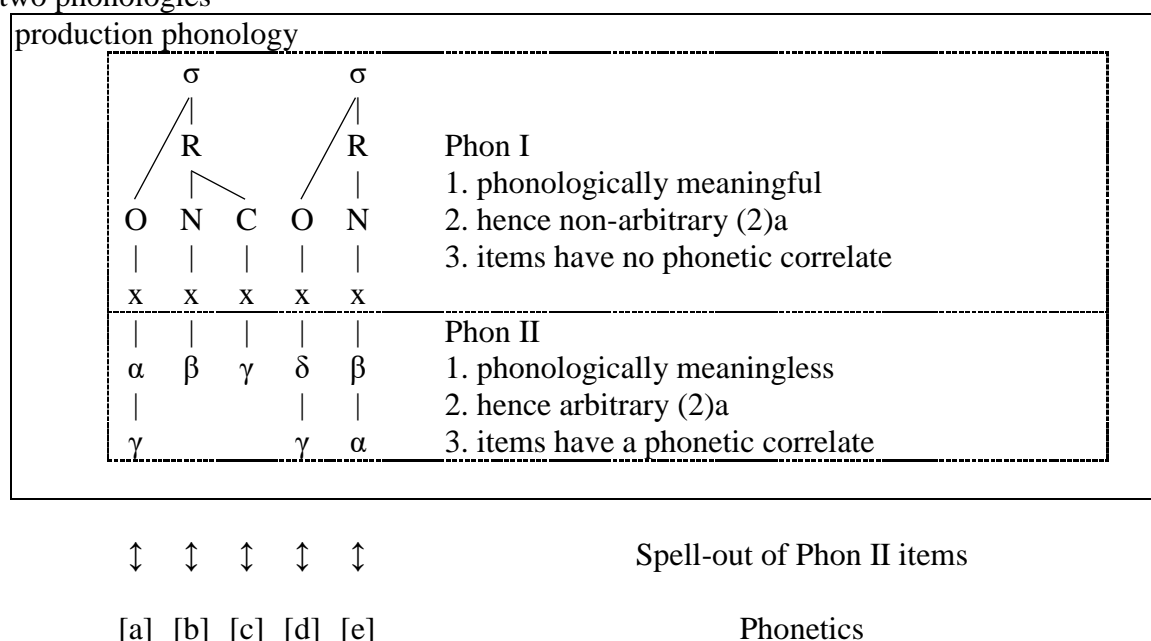 two phonologies
production phonology
σ σ
R R Phon I
1. phonologically meaningful
O N C O N 2. hence non-arbitrary (2)a
3. items have no phonetic correlate
x x x x x
Phon II
α β γ δ β 1. phonologically meaningless
2. hence arbitrary (2)a
γ γ α 3. items have a phonetic correlate
↕ ↕ ↕ ↕ ↕ Spell-out of Phon II items
[a] [b] [c] [d] [e] Phonetics